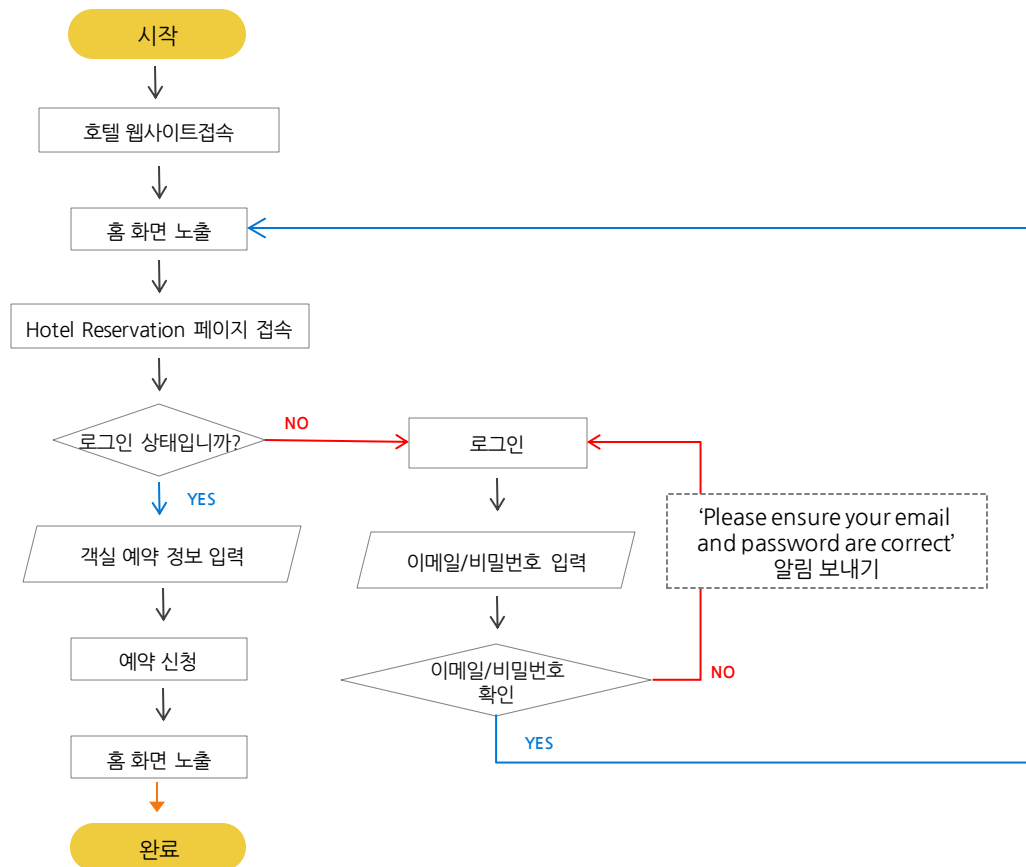 시작
호텔 웹사이트접속
홈 화면 노출
Hotel Reservation 페이지 접속
로그인 상태입니까?
NO
로그인
YES
객실 예약 정보 입력
이메일/비밀번호 입력
‘Please ensure your email
and password are correct’
알림 보내기
예약 신청
이메일/비밀번호
확인
NO
YES
홈 화면 노출
완료